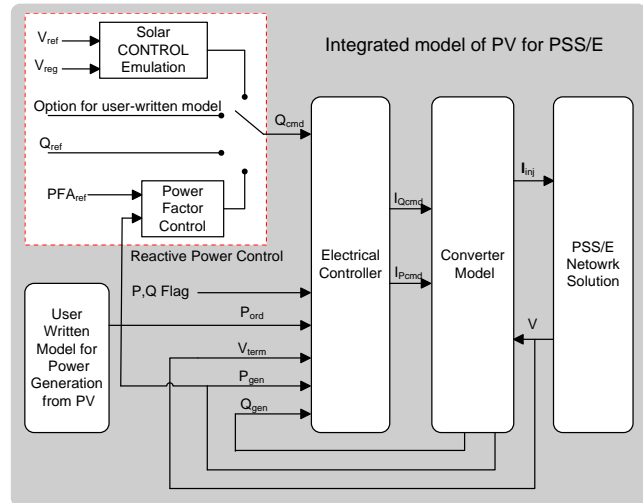 Integrated model of PV for PSS/E
Vref
Vreg
Solar
CONTROL
Emulation
Option for user-written model
Qref
PFAref
Power
Factor
Control
Reactive Power Control
Qcmd
P,Q Flag
Pord
Vterm
Pgen
Qgen
User
Written
Model for
Power
Generation
from PV
Electrical
Controller
IQcmd
IPcmd
Converter
Model
Iinj
V
PSS/E
Netowrk
Solution